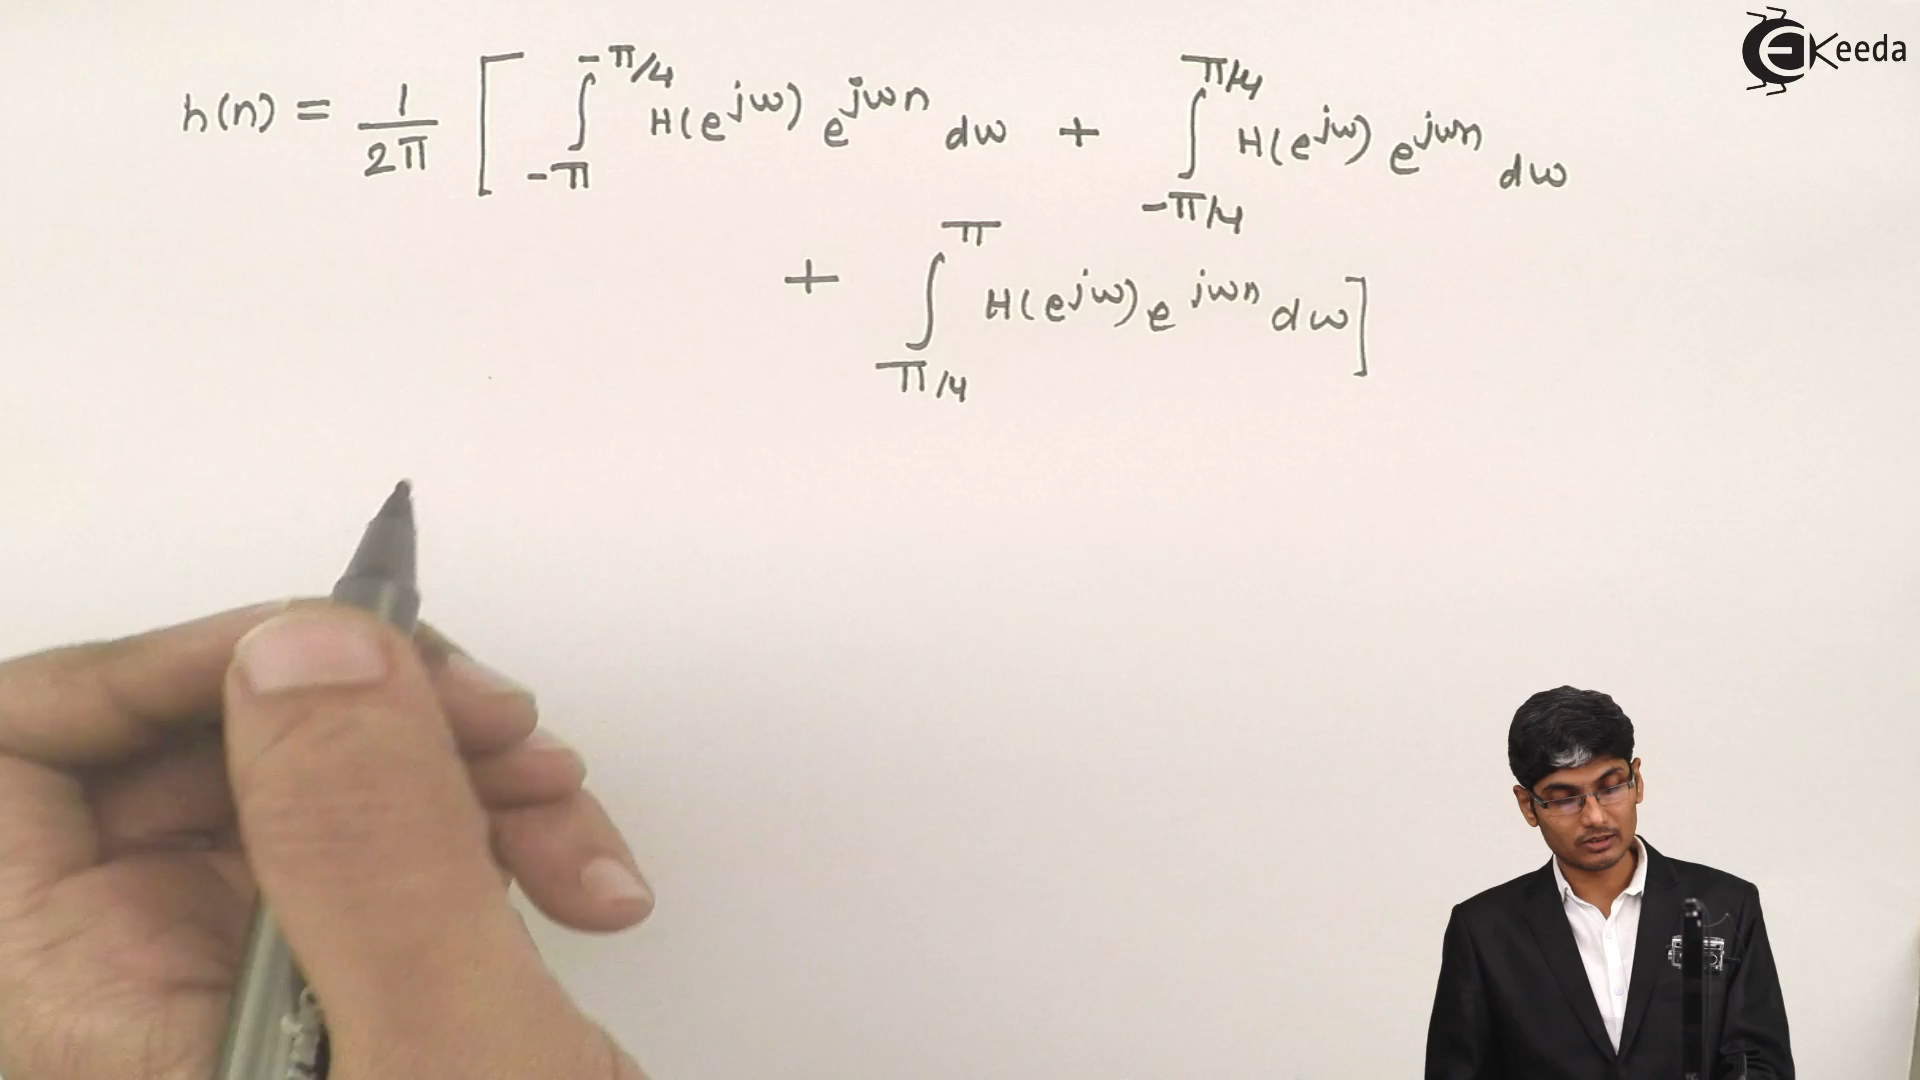 EKeeda
h(n) = 1/2π [ ∫_{-π}^{-π/4} H(e^{jω}) e^{jωn} dω + ∫_{-π/4}^{π/4} H(e^{jω}) e^{jωn} dω
+ ∫_{π/4}^{π} H(e^{jω}) e^{jωn} dω ]